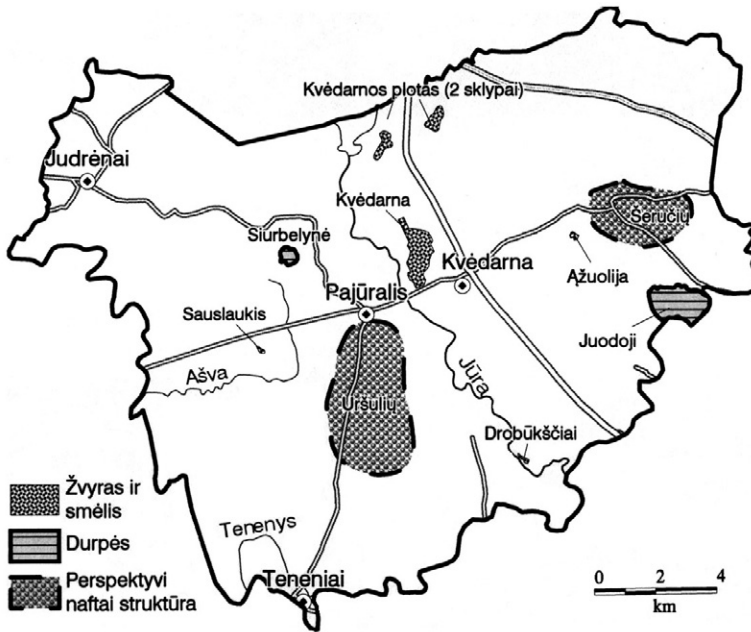 Kvėdarnos plotas (2 sklypai)
Judrėnai
Kvėdarna
Šeručių
Siurbelynė
Kvėdarna
Ąžuolija
Pajūralis
Sauslaukis
Juodoji
Ašva
Jūra
Uršulių
Drobūkščiai
Žvyras ir
smėlis
Durpės
Tenenys
Perspektyvi
naftai struktūra
Teneniai
0 2 4
km